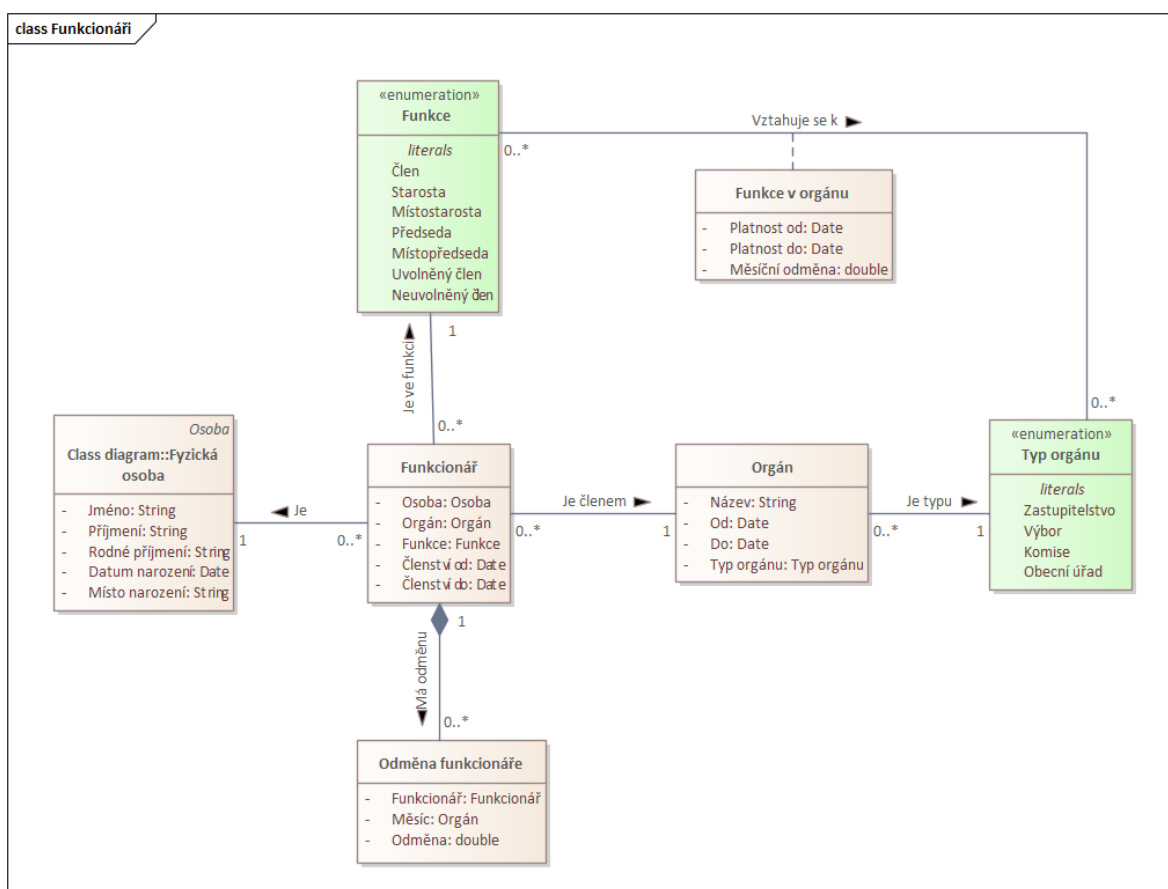 class Funkcionáři
«enumeration»
Funkce
literals
Člen
Starosta
Místostarosta
Předseda
Místopředseda
Uvolněný člen
Neuvolněný člen
0..*
Vztahuje se k
Funkce v orgánu
- Platnost od: Date
- Platnost do: Date
- Měsíční odměna: double
1
Je ve funkci
0..*
0..*
Osoba
Class diagram::Fyzická
osoba
- Jméno: String
- Příjmení: String
- Rodné příjmení: String
- Datum narození: Date
- Místo narození: String
Je
1
0..*
Funkcionář
- Osoba: Osoba
- Orgán: Orgán
- Funkce: Funkce
- Členství od: Date
- Členství do: Date
Je členem
0..*
1
Orgán
- Název: String
- Od: Date
- Do: Date
- Typ orgánu: Typ orgánu
Je typu
0..*
1
«enumeration»
Typ orgánu
literals
Zastupitelstvo
Výbor
Komise
Obecní úřad
1
Má odměnu
0..*
Odměna funkcionáře
- Funkcionář: Funkcionář
- Měsíc: Orgán
- Odměna: double